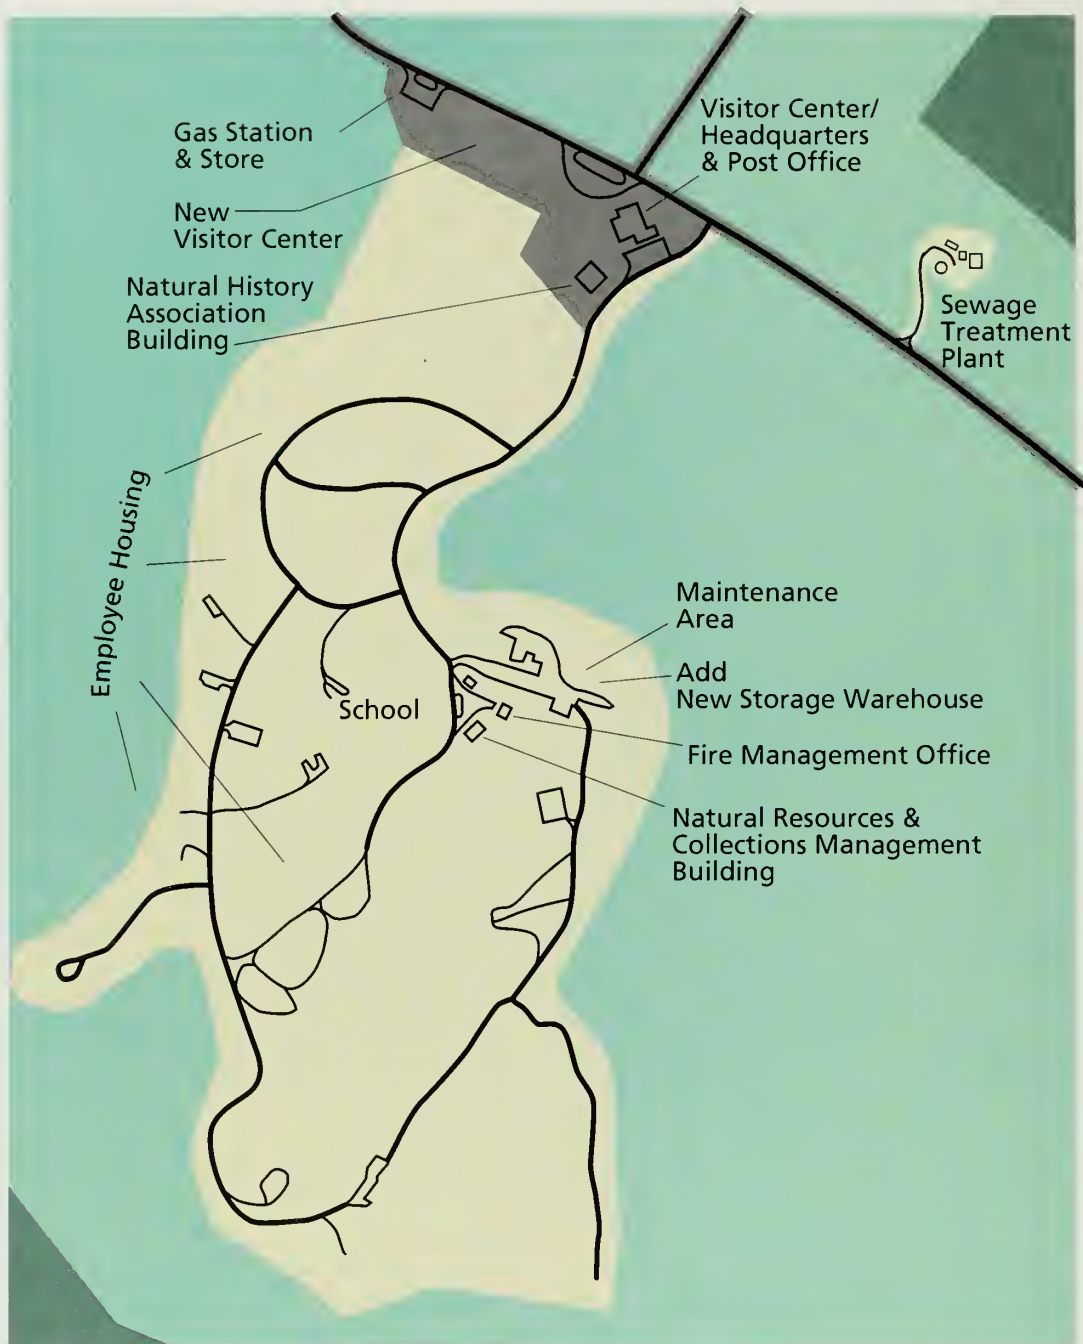 Gas Station
& Store
Visitor Center/
Headquarters
& Post Office
New
Visitor Center
Natural History
Association
Building
Sewage
Treatment
Plant
Employee Housing
Maintenance
Area
Add
New Storage Warehouse
School
Fire Management Office
Natural Resources &
Collections Management
Building